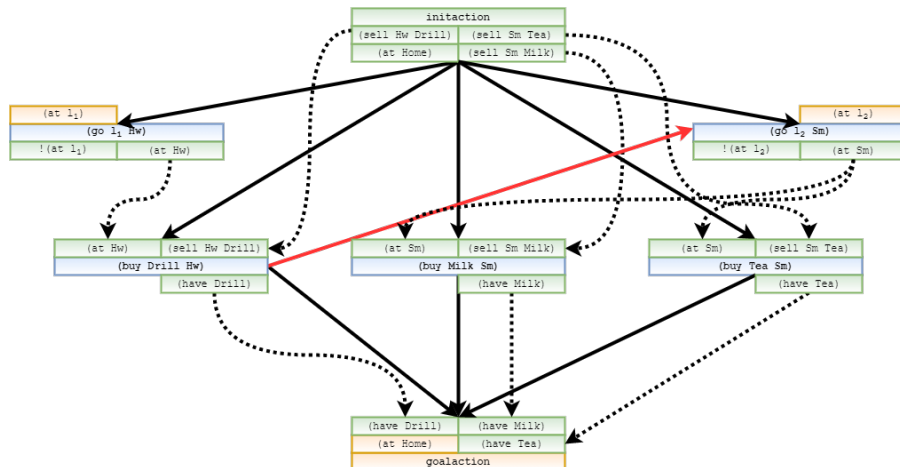 initaction
(sell Hw Drill) (sell Sm Tea)
(at Home) (sell Sm Milk)
(at l₁) (at l₂)
(go l₁ Hw) (go l₂ Sm)
!(at l₁) (at Hw) !(at l₂) (at Sm)
(at Hw) (sell Hw Drill) (at Sm) (sell Sm Milk) (at Sm) (sell Sm Tea)
(buy Drill Hw) (buy Milk Sm) (buy Tea Sm)
(have Drill) (have Milk) (have Tea)
(have Drill) (have Milk)
(at Home) (have Tea)
goalaction